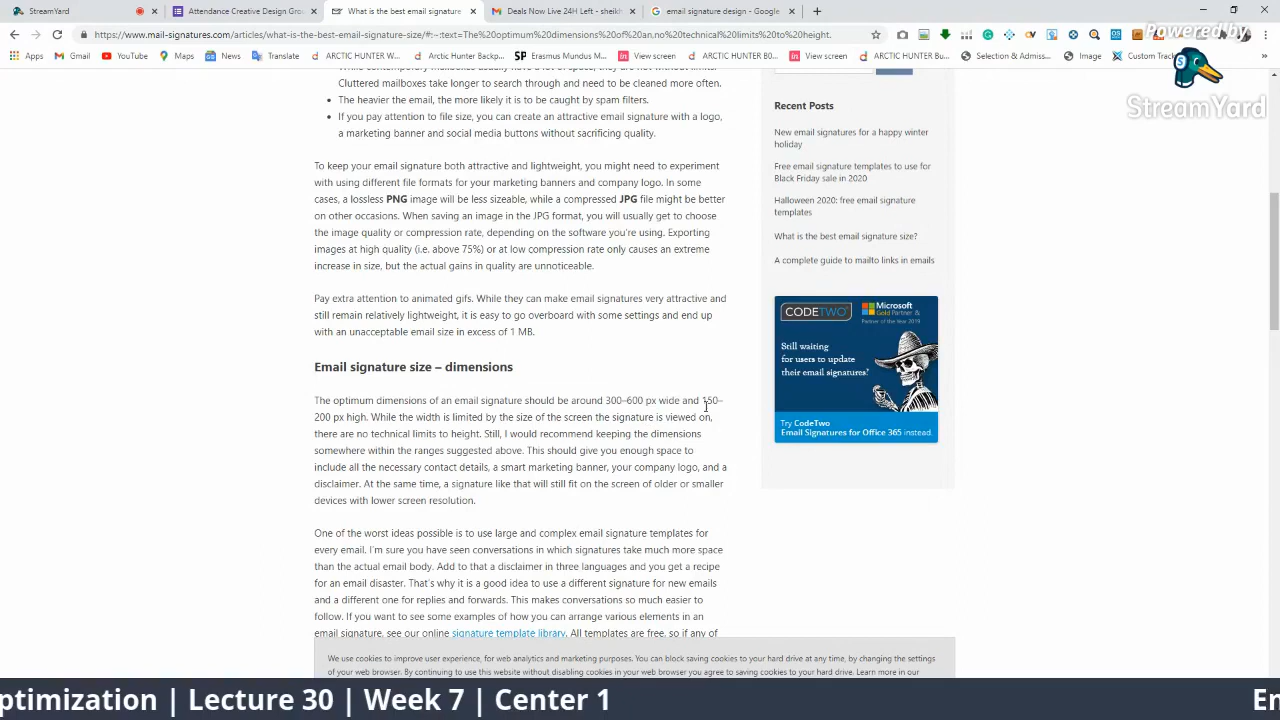 StreamYard
Attendance Creative Design Gro
What is the best email signature
Deals Now Live 24H Left - sheikh
email signature design - Google
https://www.mail-signatures.com/articles/what-is-the-best-email-signature-size/#:~:text=The%20optimum%20dimensions%20of%20an,no%20technical%20limits%20to%20height.
Powered by
Apps
Gmail
YouTube
Maps
News
Translate
ARCTIC HUNTER W...
Arctic Hunter Backp...
Erasmus Mundus M...
View screen
ARCTIC HUNTER 80...
View screen
ARCTIC HUNTER B0...
Selection & Admiss...
Image
Custom Track
StreamYard
Cluttered mailboxes take longer to search through and need to be cleaned more often.
The heavier the email, the more likely it is to be caught by spam filters.
If you pay attention to file size, you can create an attractive email signature with a logo,
a marketing banner and social media buttons without sacrificing quality.
To keep your email signature both attractive and lightweight, you might need to experiment
with using different file formats for your marketing banners and company logo. In some
cases, a lossless PNG image will be less sizeable, while a compressed JPG file might be better
on other occasions. When saving an image in the JPG format, you will usually get to choose
the image quality or compression rate, depending on the software you're using. Exporting
images at high quality (i.e. above 75%) or at low compression rate only causes an extreme
increase in size, but the actual gains in quality are unnoticeable.
Pay extra attention to animated gifs. While they can make email signatures very attractive and
still remain relatively lightweight, it is easy to go overboard with some settings and end up
with an unacceptable email size in excess of 1 MB.
Email signature size – dimensions
The optimum dimensions of an email signature should be around 300–600 px wide and 150–
200 px high. While the width is limited by the size of the screen the signature is viewed on,
there are no technical limits to height. Still, I would recommend keeping the dimensions
somewhere within the ranges suggested above. This should give you enough space to
include all the necessary contact details, a smart marketing banner, your company logo, and a
disclaimer. At the same time, a signature like that will still fit on the screen of older or smaller
devices with lower screen resolution.
One of the worst ideas possible is to use large and complex email signature templates for
every email. I'm sure you have seen conversations in which signatures take much more space
than the actual email body. Add to that a disclaimer in three languages and you get a recipe
for an email disaster. That's why it is a good idea to use a different signature for new emails
and a different one for replies and forwards. This makes conversations so much easier to
follow. If you want to see some examples of how you can arrange various elements in an
email signature, see our online signature template library. All templates are free, so if any of
Recent Posts
New email signatures for a happy winter
holiday
Free email signature templates to use for
Black Friday sale in 2020
Halloween 2020: free email signature
templates
What is the best email signature size?
A complete guide to mailto links in emails
CODETWO
Microsoft
Gold Partner &
Partner of the Year 2019
Still waiting
for users to update
their email signatures?
Try CodeTwo
Email Signatures for Office 365 instead.
We use cookies to improve user experience, for web analytics and marketing purposes. You can block saving cookies to your hard drive at any time, by changing the settings
of your web browser. By continuing to use this website without disabling cookies in your web browser you agree to saving cookies to your hard drive. Learn more in our
ptimization | Lecture 30 | Week 7 | Center 1
En